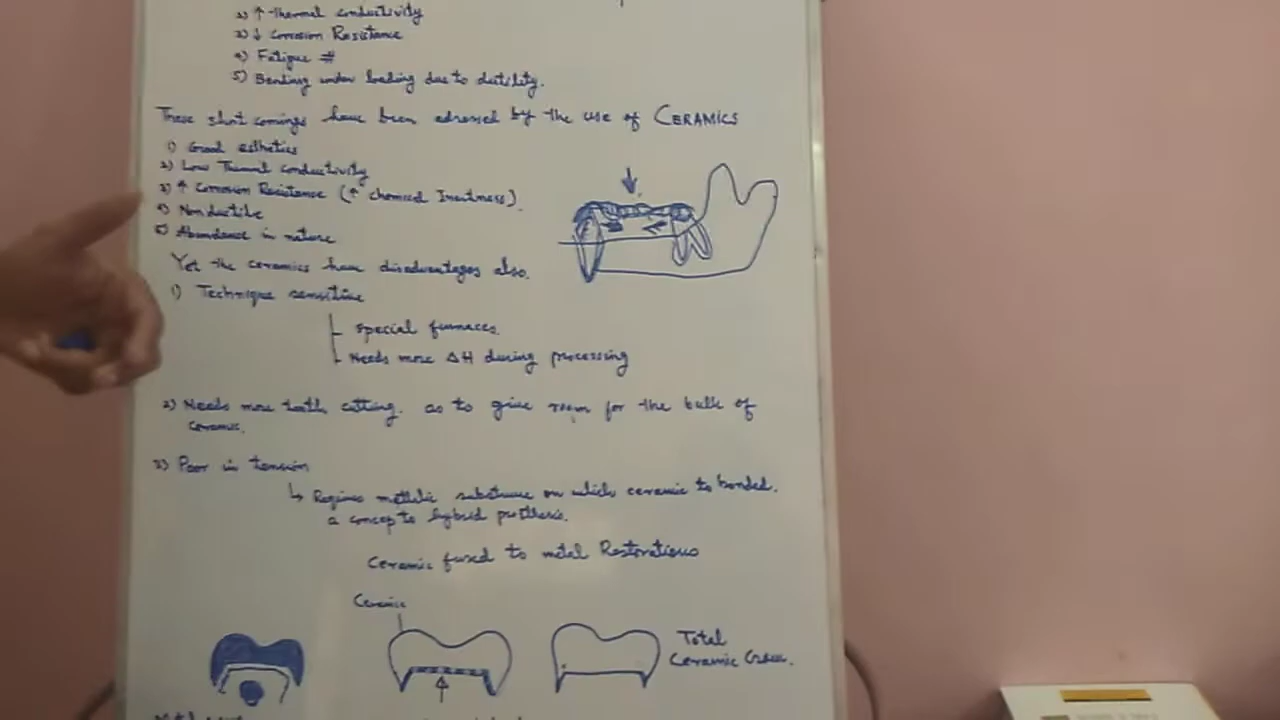 2) ↑ Thermal conductivity
3) ↓ Corrosion Resistance
4) Fatigue #
5) Bending under loading due to ductility.
These short comings have been adressed by the use of CERAMICS
1) Good esthetics
2) Low Thermal conductivity
3) ↑ Corrosion Resistance (↑ Chemical Inertness).
4) Non ductile
5) Abundance in nature
Yet the ceramics have disadvantages also.
1) Technique sensitive
Special furnaces.
Needs more ΔH during processing
2) Needs more tooth cutting. as to give room for the bulk of
ceramic.
3) Poor in tension
↳ Requires metallic substructure on which ceramic to bonded.
a concept to hybrid prosthesis.
Ceramic fused to metal Restorations
Ceramic
Total
Ceramic Crown.